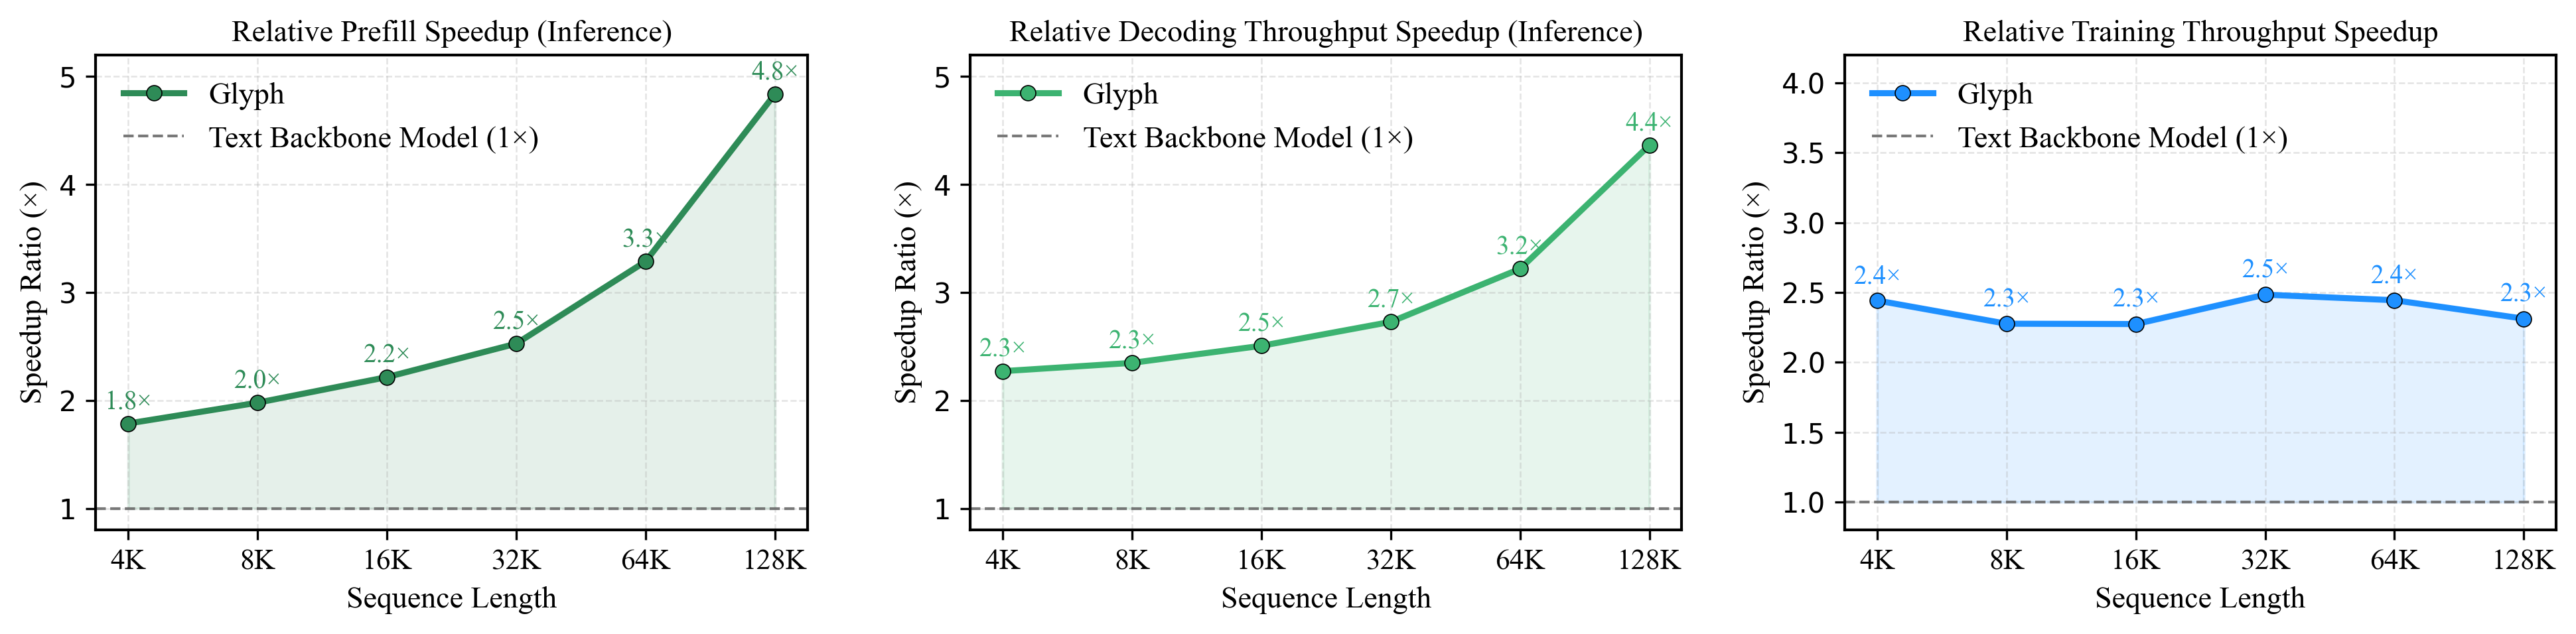 Relative Prefill Speedup (Inference)
Glyph
Text Backbone Model (1×)
Speedup Ratio (×)
5
4
3
2
1
1.8×
2.0×
2.2×
2.5×
3.3×
4.8×
4K 8K 16K 32K 64K 128K
Sequence Length
Relative Decoding Throughput Speedup (Inference)
Glyph
Text Backbone Model (1×)
Speedup Ratio (×)
5
4
3
2
1
2.3×
2.3×
2.5×
2.7×
3.2×
4.4×
4K 8K 16K 32K 64K 128K
Sequence Length
Relative Training Throughput Speedup
Glyph
Text Backbone Model (1×)
Speedup Ratio (×)
4.0
3.5
3.0
2.5
2.0
1.5
1.0
2.4×
2.3×
2.3×
2.5×
2.4×
2.3×
4K 8K 16K 32K 64K 128K
Sequence Length